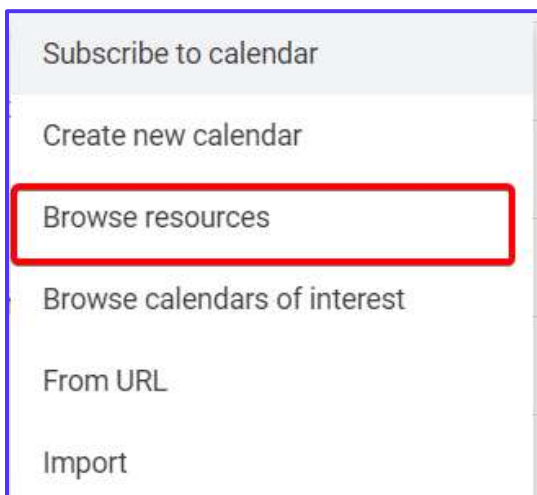 Subscribe to calendar
Create new calendar
Browse resources
Browse calendars of interest
From URL
Import